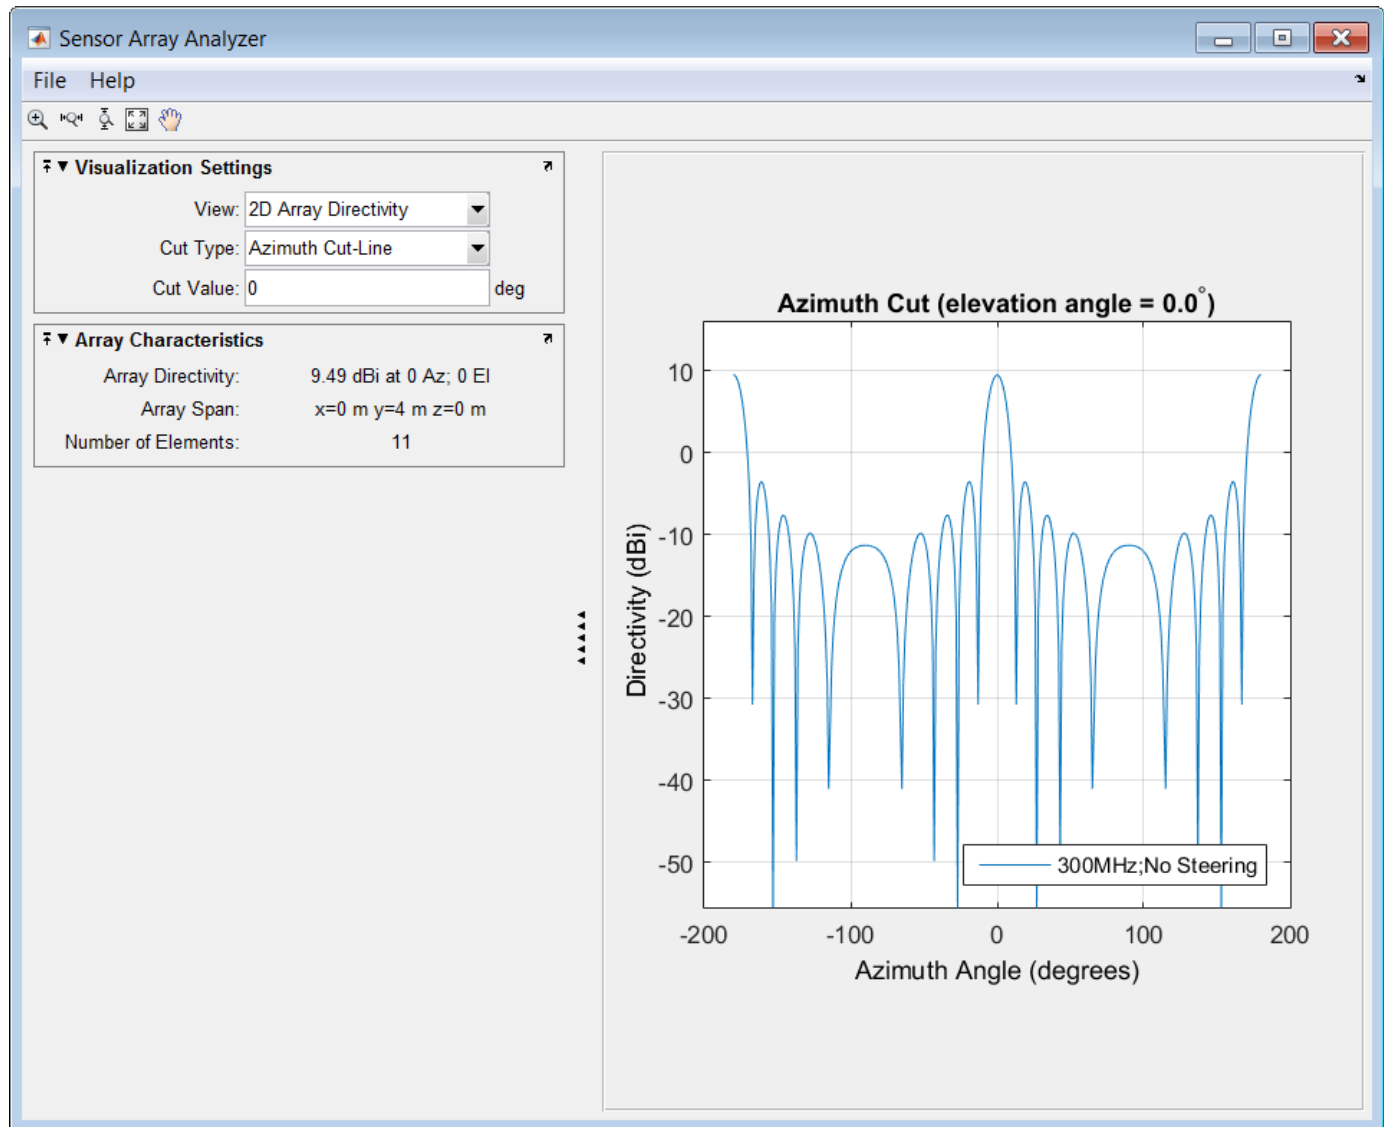 Sensor Array Analyzer
File Help
Visualization Settings
View: 2D Array Directivity
Cut Type: Azimuth Cut-Line
Cut Value: 0 deg
Array Characteristics
Array Directivity: 9.49 dBi at 0 Az; 0 El
Array Span: x=0 m y=4 m z=0 m
Number of Elements: 11
Azimuth Cut (elevation angle = 0.0°)
10
0
-10
-20
-30
-40
-50
Directivity (dBi)
300MHz;No Steering
-200 -100 0 100 200
Azimuth Angle (degrees)